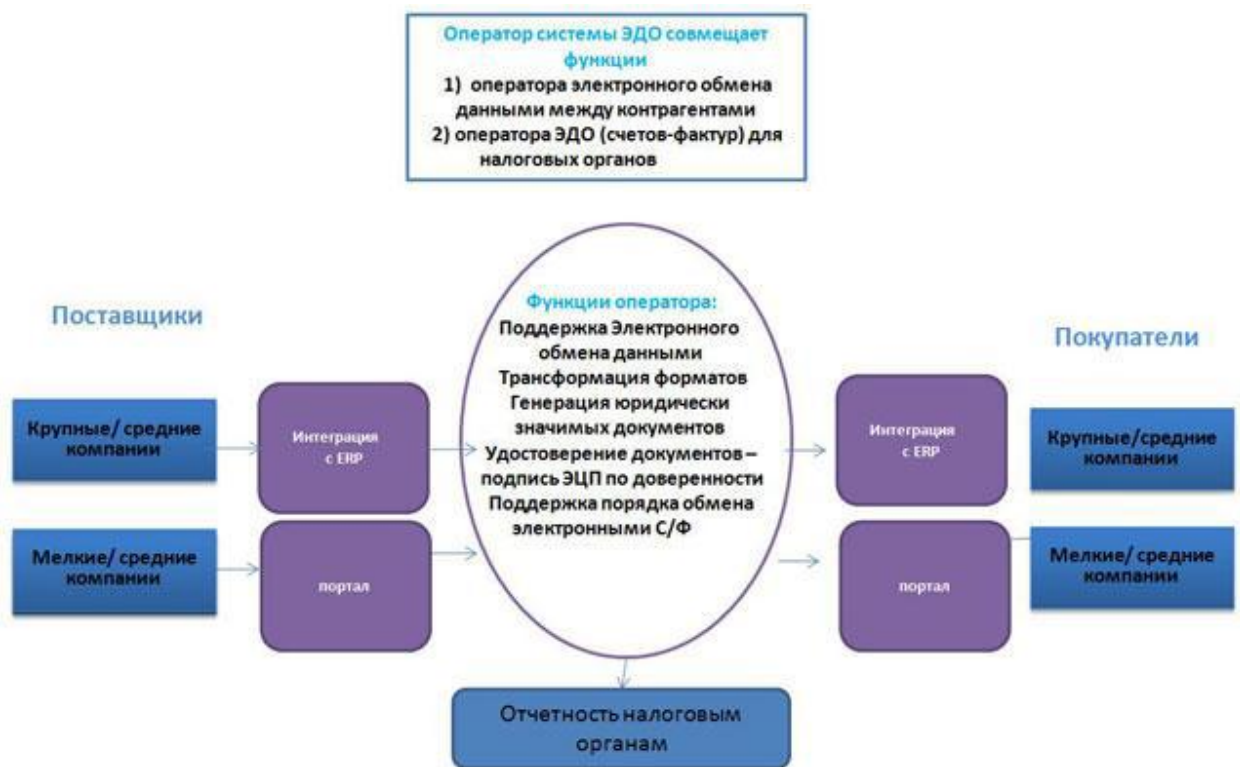 Оператор системы ЭДО совмещает
функции
1) оператора электронного обмена
данными между контрагентами
2) оператора ЭДО (счетов-фактур) для
налоговых органов
Поставщики
Крупные/ средние
компании
Мелкие/ средние
компании
Интеграция
с ERP
портал
Функции оператора:
Поддержка Электронного
обмена данными
Трансформация форматов
Генерация юридически
значимых документов
Удостоверение документов –
подпись ЭЦП по доверенности
Поддержка порядка обмена
электронными С/Ф
Интеграция
с ERP
портал
Покупатели
Крупные/средние
компании
Мелкие/ средние
компании
Отчетность налоговым
органам